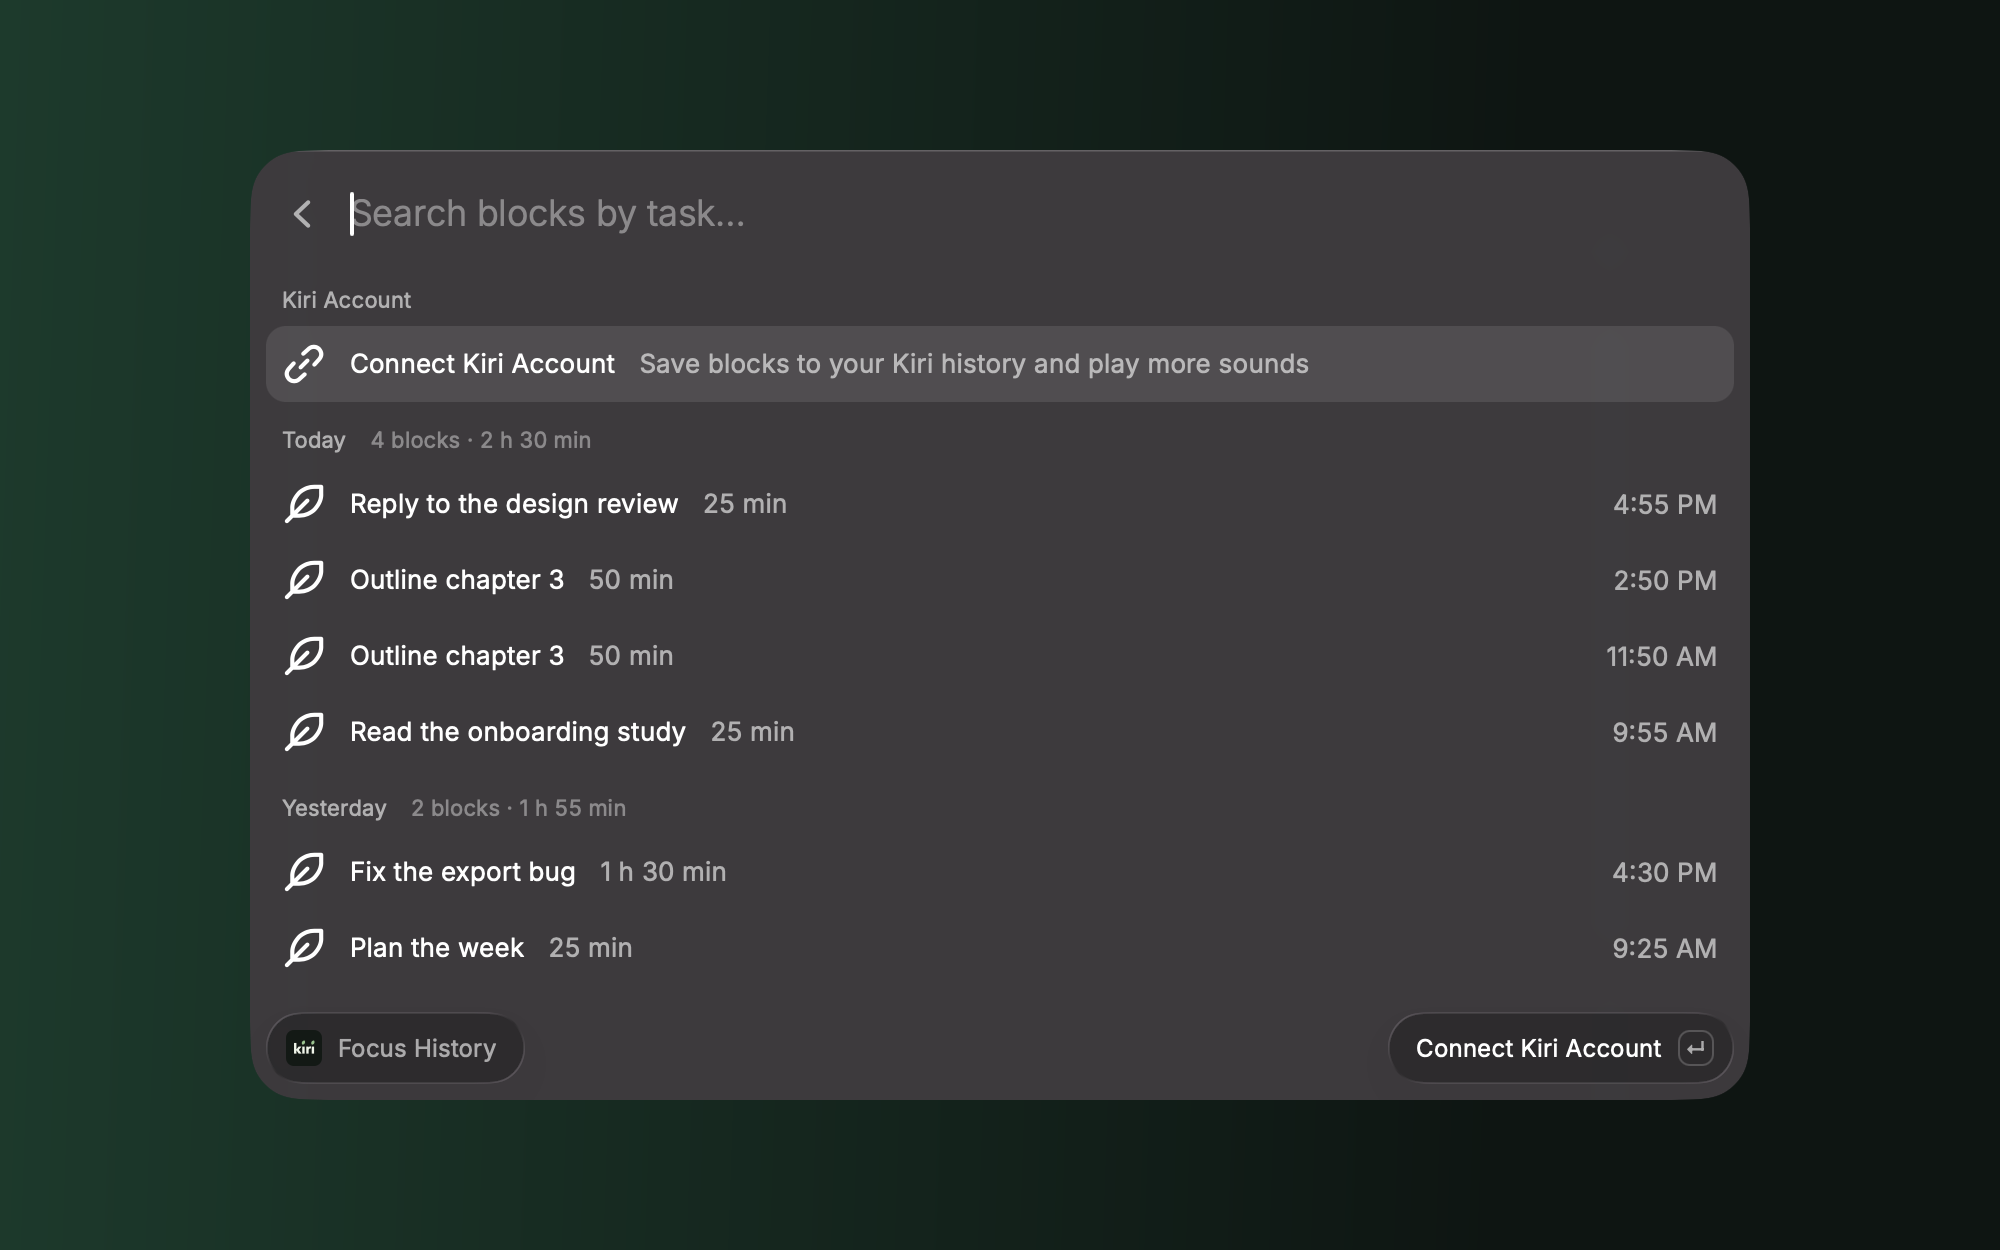 Search blocks by task...
Kiri Account
Connect Kiri Account Save blocks to your Kiri history and play more sounds
Today 4 blocks · 2 h 30 min
Reply to the design review 25 min 4:55 PM
Outline chapter 3 50 min 2:50 PM
Outline chapter 3 50 min 11:50 AM
Read the onboarding study 25 min 9:55 AM
Yesterday 2 blocks · 1 h 55 min
Fix the export bug 1 h 30 min 4:30 PM
Plan the week 25 min 9:25 AM
kiri Focus History Connect Kiri Account